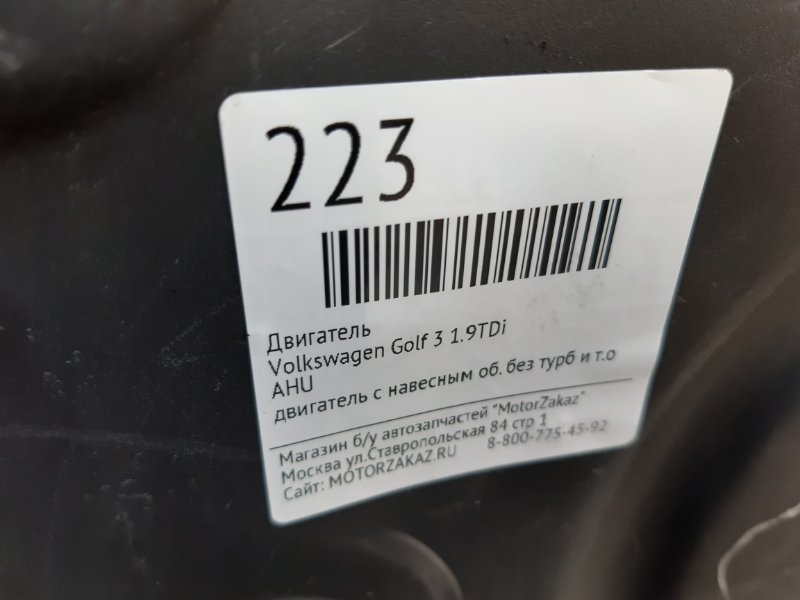 223
Двигатель
Volkswagen Golf 3 1.9TDi
AHU
двигатель с навесным об. без турб и т.о
Магазин б/у автозапчастей "MotorZakaz"
Москва ул.Ставропольская 84 стр 1
Сайт: MOTORZAKAZ.RU 8-800-775-45-92